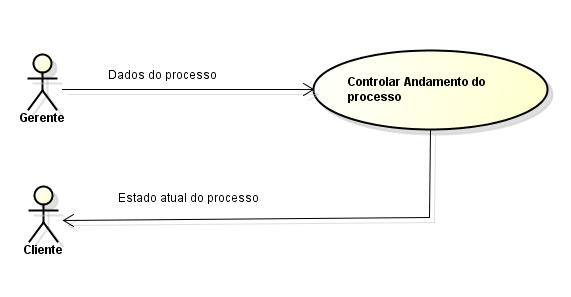 Dados do processo
Controlar Andamento do
processo
Gerente
Estado atual do processo
Cliente